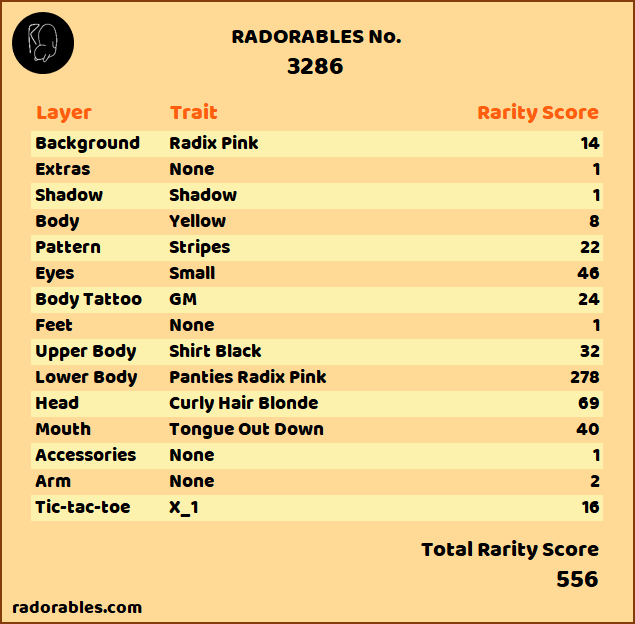 RADORABLES No.
3286
Layer Trait Rarity Score
Background Radix Pink 14
Extras None 1
Shadow Shadow 1
Body Yellow 8
Pattern Stripes 22
Eyes Small 46
Body Tattoo GM 24
Feet None 1
Upper Body Shirt Black 32
Lower Body Panties Radix Pink 278
Head Curly Hair Blonde 69
Mouth Tongue Out Down 40
Accessories None 1
Arm None 2
Tic-tac-toe X_1 16
Total Rarity Score
556
radorables.com